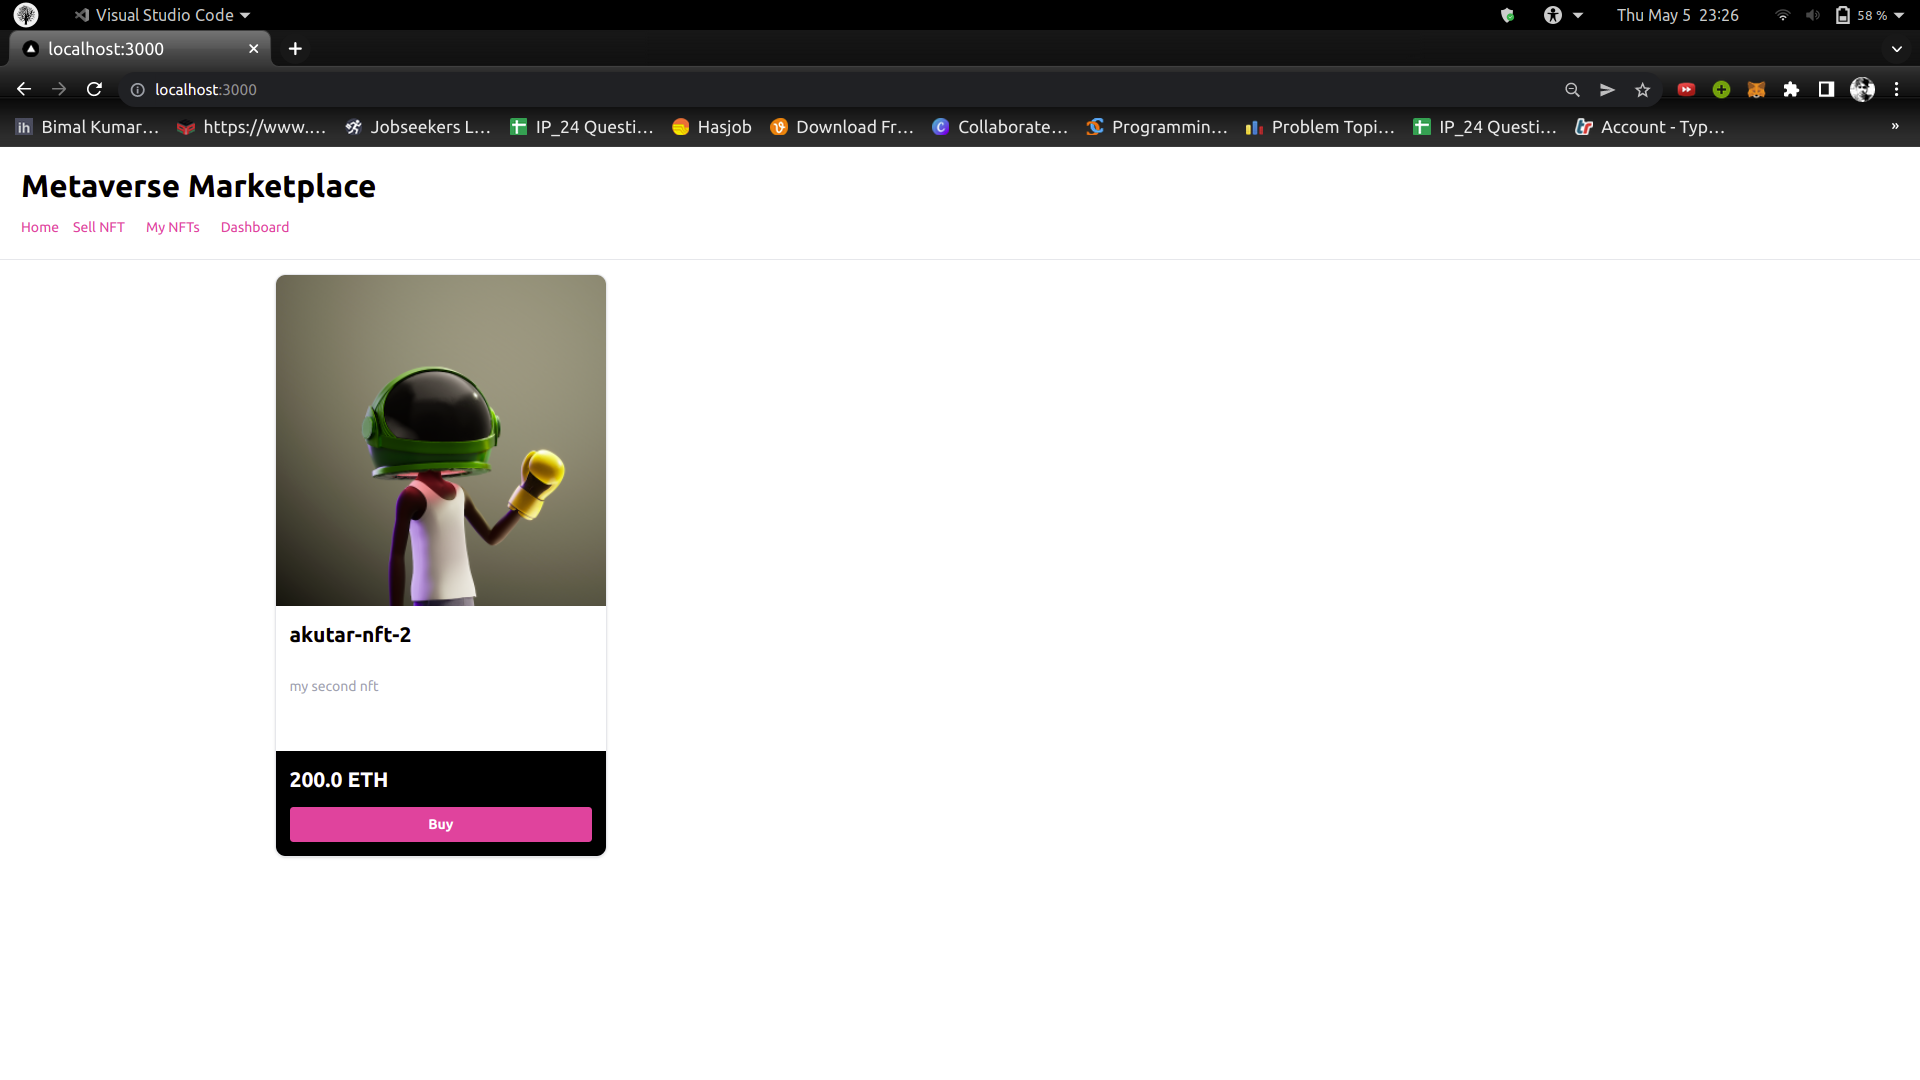 Visual Studio Code Thu May 5 23:26 58 %
localhost:3000
localhost:3000
ih Bimal Kumar... https://www.... Jobseekers L... IP_24 Questi... Hasjob Download Fr... Collaborate... Programmin... Problem Topi... IP_24 Questi... Account - Typ... »
Metaverse Marketplace
Home Sell NFT My NFTs Dashboard
akutar-nft-2
my second nft
200.0 ETH
Buy